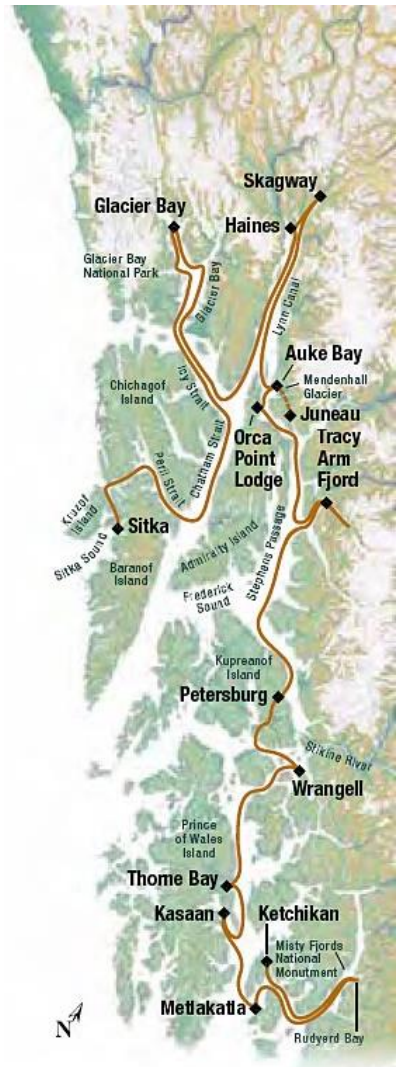 Skagway
Glacier Bay
Haines
Glacier Bay
National Park
Glacier Bay
Lynn Canal
Auke Bay
Mendenhall
Glacier
Icy Strait
Chichagof
Island
Juneau
Orca
Point
Lodge
Tracy
Arm
Fjord
Chatham Strait
Peril Strait
Kruzof
Island
Sitka
Sitka Sound
Baranof
Island
Admiralty Island
Stephens Passage
Frederick
Sound
Kupreanof
Island
Petersburg
Stikine River
Wrangell
Prince
of Wales
Island
Thorne Bay
Kasaan
Ketchikan
Misty Fjords
National
Monutment
Metlakatla
N
Rudyerd Bay